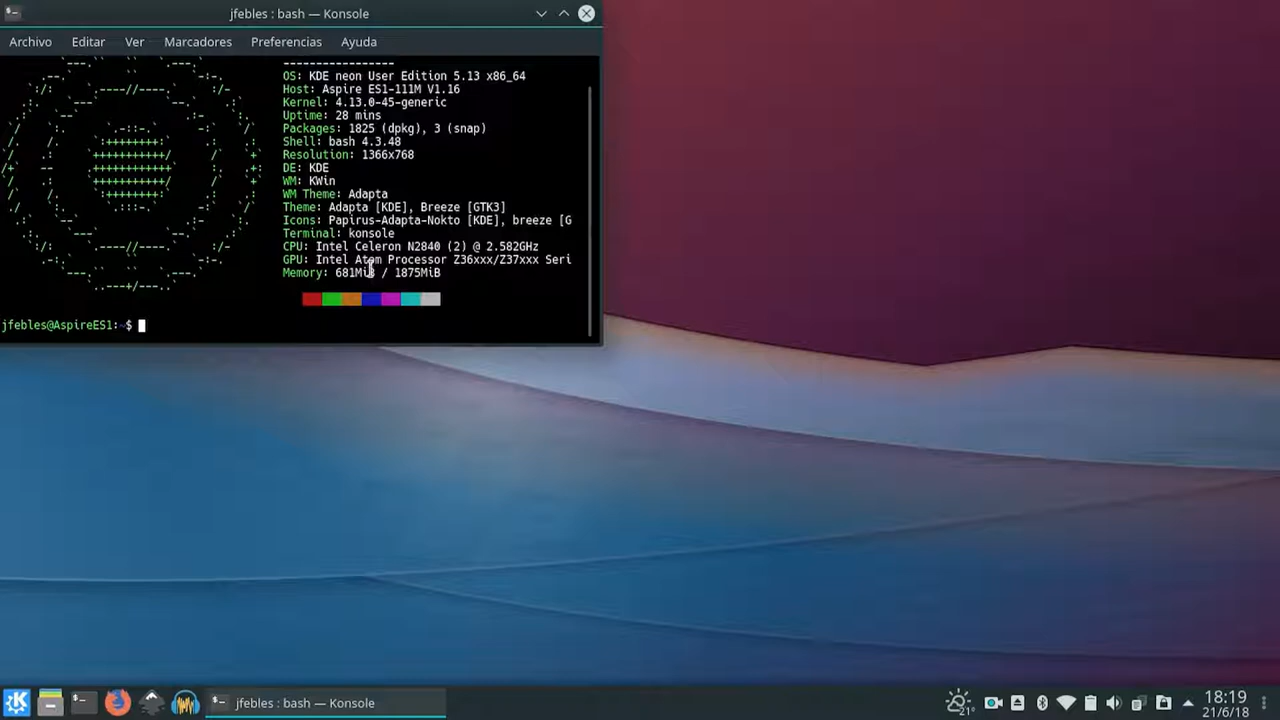 jfebles : bash — Konsole
Archivo Editar Ver Marcadores Preferencias Ayuda
-----------------
OS: KDE neon User Edition 5.13 x86_64
Host: Aspire ES1-111M V1.16
Kernel: 4.13.0-45-generic
Uptime: 28 mins
Packages: 1825 (dpkg), 3 (snap)
Shell: bash 4.3.48
Resolution: 1366x768
DE: KDE
WM: KWin
WM Theme: Adapta
Theme: Adapta [KDE], Breeze [GTK3]
Icons: Papirus-Adapta-Nokto [KDE], breeze [G
Terminal: konsole
CPU: Intel Celeron N2840 (2) @ 2.582GHz
GPU: Intel Atom Processor Z36xxx/Z37xxx Seri
Memory: 681MiB / 1875MiB
jfebles@AspireES1:~$
jfebles : bash — Konsole
21°
18:19
21/6/18